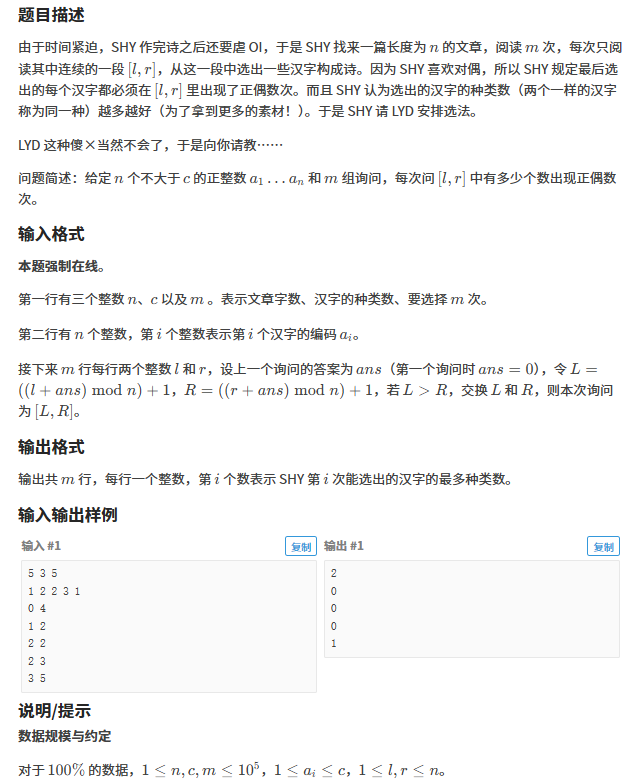 题目描述
由于时间紧迫，SHY 作完诗之后还要虐 OI，于是 SHY 找来一篇长度为 n 的文章，阅读 m 次，每次只阅
读其中连续的一段 [l, r]，从这一段中选出一些汉字构成诗。因为 SHY 喜欢对偶，所以 SHY 规定最后选
出的每个汉字都必须在 [l, r] 里出现了正偶数次。而且 SHY 认为选出的汉字的种类数（两个一样的汉字
称为同一种）越多越好（为了拿到更多的素材！）。于是 SHY 请 LYD 安排选法。
LYD 这种傻×当然不会了，于是向你请教……
问题简述：给定 n 个不大于 c 的正整数 a₁ … aₙ 和 m 组询问，每次问 [l, r] 中有多少个数出现正偶数
次。
输入格式
本题强制在线。
第一行有三个整数 n、c 以及 m 。表示文章字数、汉字的种类数、要选择 m 次。
第二行有 n 个整数，第 i 个整数表示第 i 个汉字的编码 aᵢ。
接下来 m 行每行两个整数 l 和 r，设上一个询问的答案为 ans（第一个询问时 ans = 0），令 L =
((l + ans) mod n) + 1，R = ((r + ans) mod n) + 1，若 L > R，交换 L 和 R，则本次询问
为 [L, R]。
输出格式
输出共 m 行，每行一个整数，第 i 个数表示 SHY 第 i 次能选出的汉字的最多种类数。
输入输出样例
输入 #1 复制
5 3 5
1 2 2 3 1
0 4
1 2
2 2
2 3
3 5
输出 #1 复制
2
0
0
0
1
说明/提示
数据规模与约定
对于 100% 的数据，1 ≤ n, c, m ≤ 10⁵，1 ≤ aᵢ ≤ c，1 ≤ l, r ≤ n。